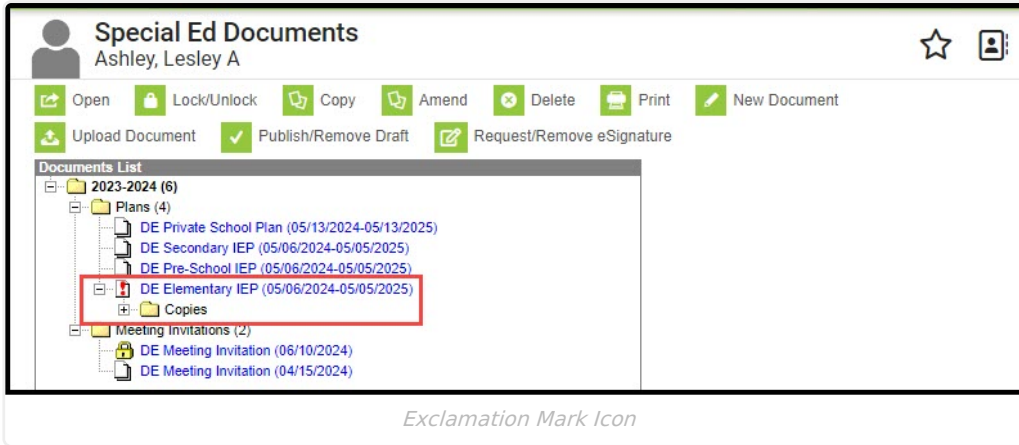 Special Ed Documents
Ashley, Lesley A
Open Lock/Unlock Copy Amend Delete Print New Document
Upload Document Publish/Remove Draft Request/Remove eSignature
Documents List
2023-2024 (6)
Plans (4)
DE Private School Plan (05/13/2024-05/13/2025)
DE Secondary IEP (05/06/2024-05/05/2025)
DE Pre-School IEP (05/06/2024-05/05/2025)
DE Elementary IEP (05/06/2024-05/05/2025)
Copies
Meeting Invitations (2)
DE Meeting Invitation (06/10/2024)
DE Meeting Invitation (04/15/2024)
Exclamation Mark Icon